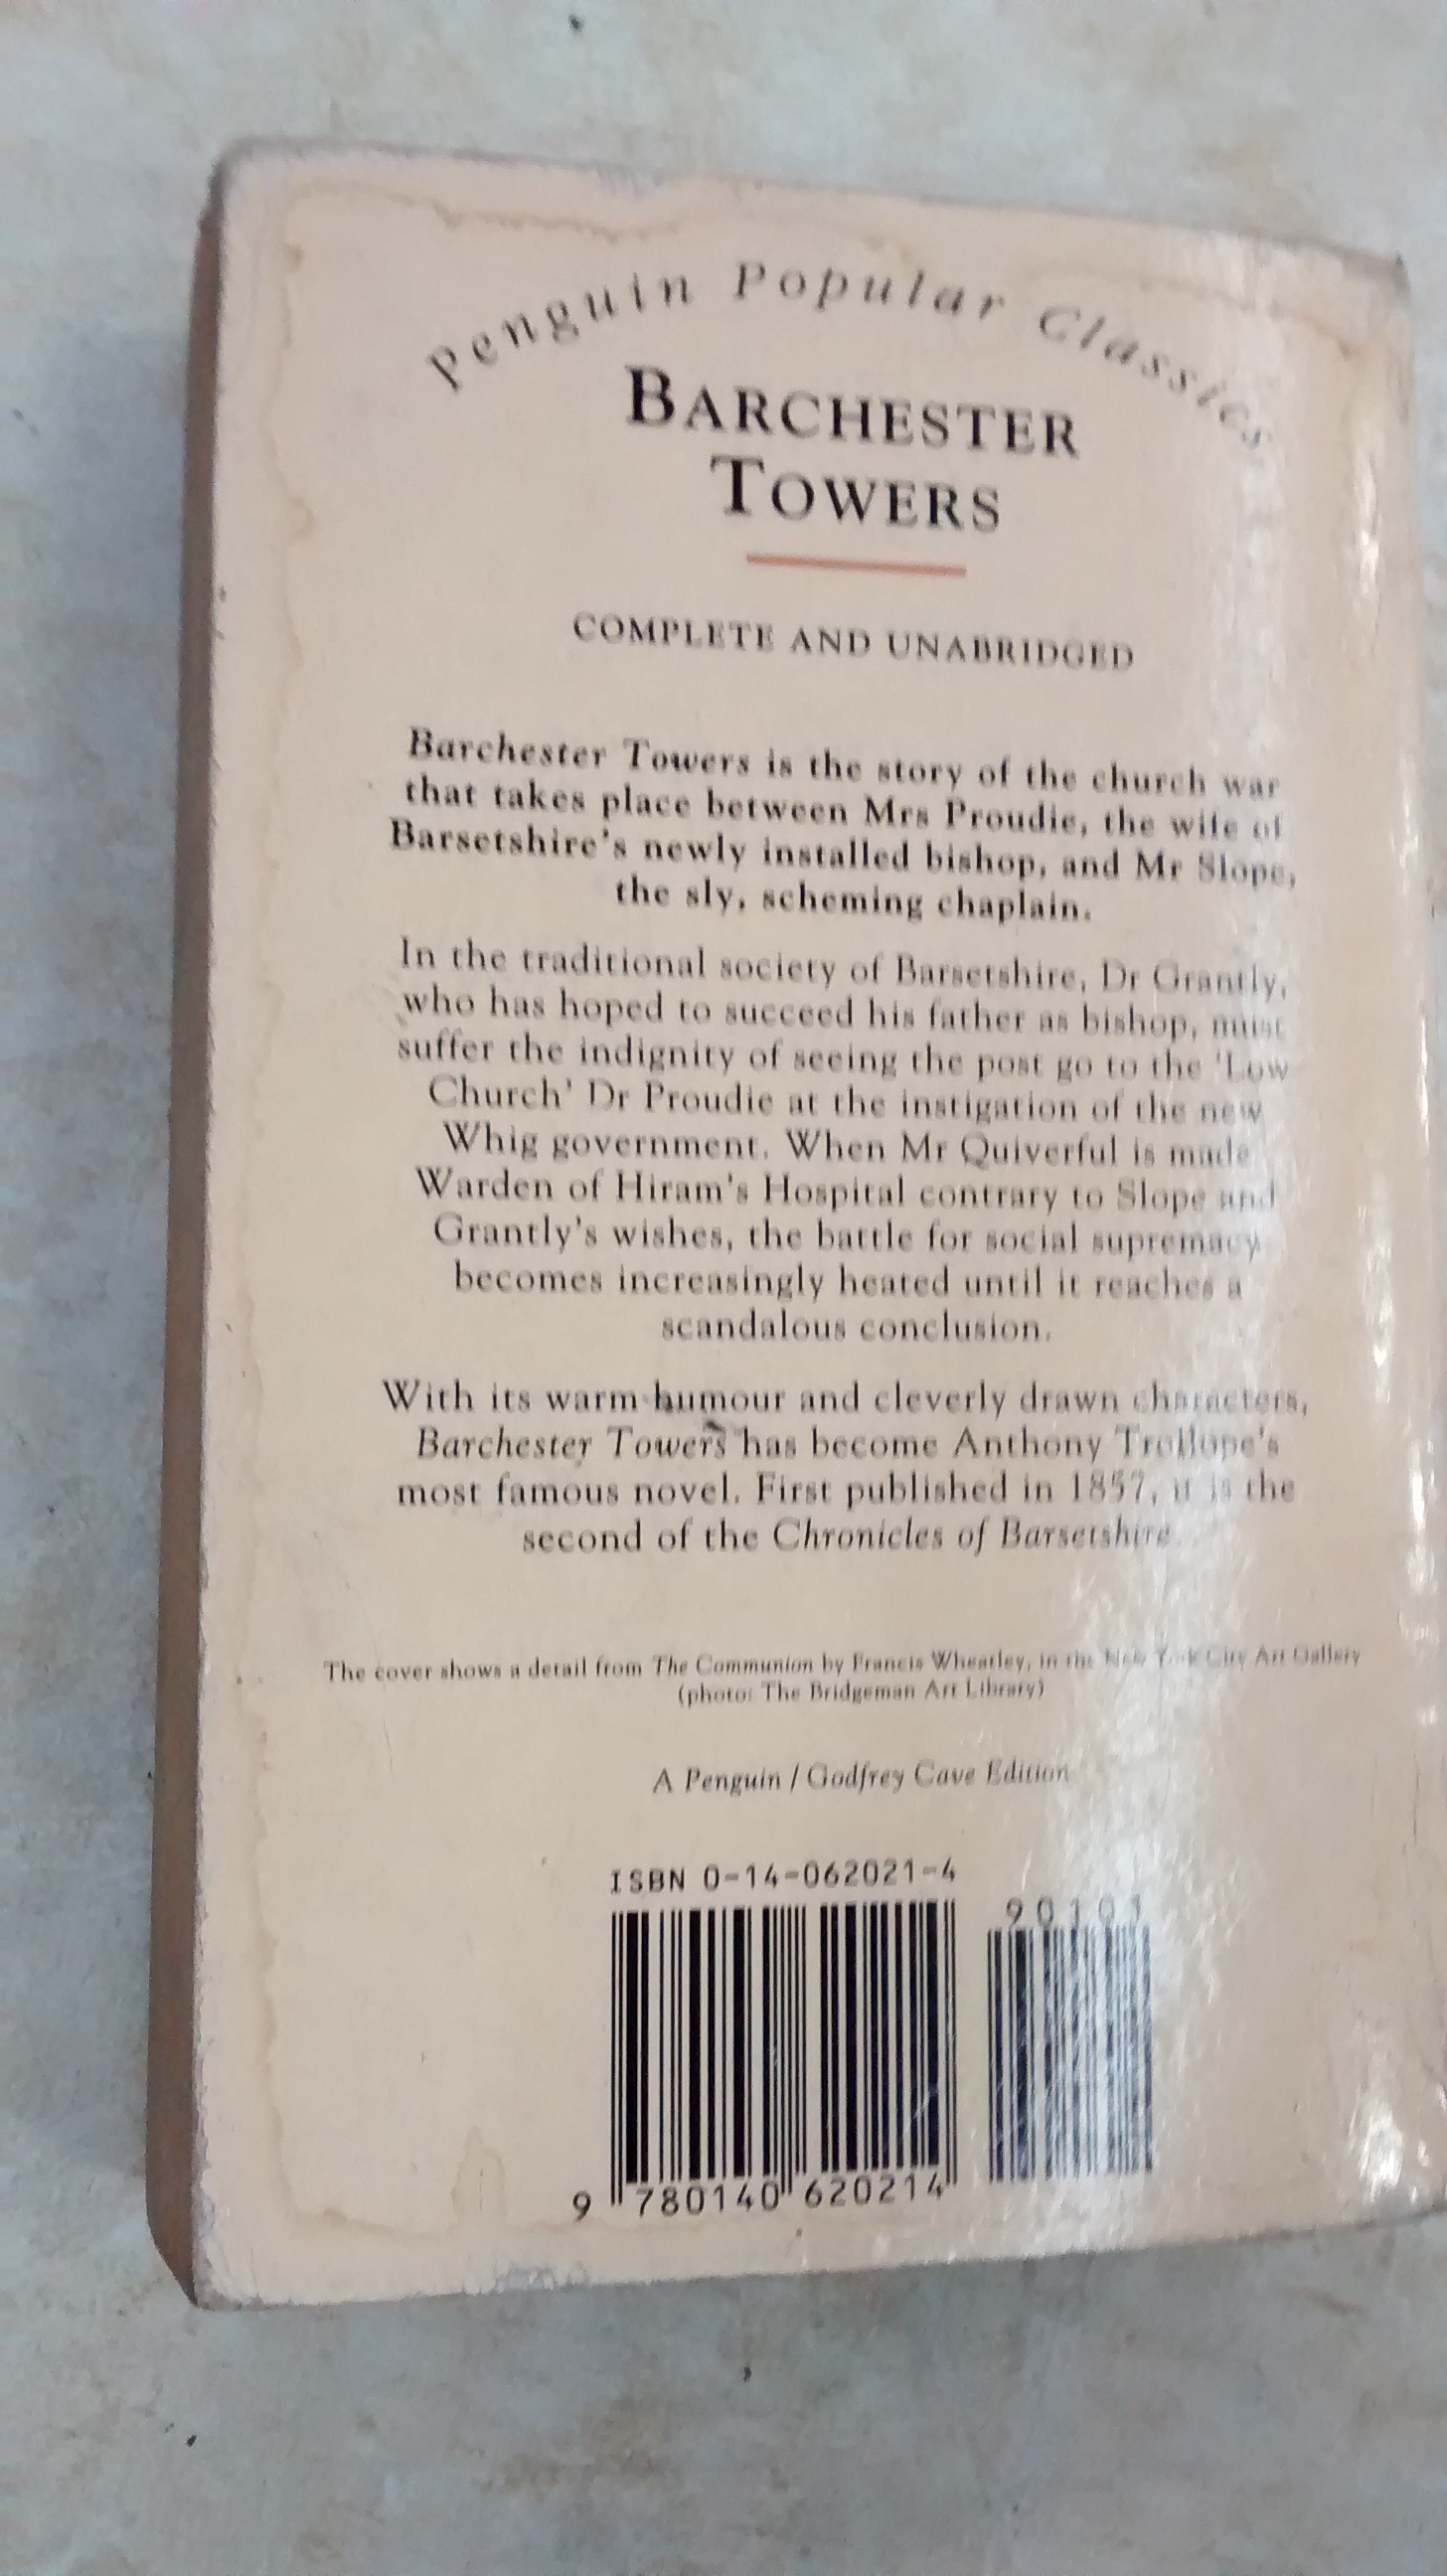 Penguin Popular Classics
BARCHESTER
TOWERS
COMPLETE AND UNABRIDGED
Barchester Towers is the story of the church war
that takes place between Mrs Proudie, the wife of
Barsetshire's newly installed bishop, and Mr Slope,
the sly, scheming chaplain.
In the traditional society of Barsetshire, Dr Grantly,
who has hoped to succeed his father as bishop, must
suffer the indignity of seeing the post go to the 'Low
Church' Dr Proudie at the instigation of the new
Whig government. When Mr Quiverful is made
Warden of Hiram's Hospital contrary to Slope and
Grantly's wishes, the battle for social supremacy
becomes increasingly heated until it reaches a
scandalous conclusion.
With its warm humour and cleverly drawn characters,
Barchester Towers has become Anthony Trollope's
most famous novel. First published in 1857, it is the
second of the Chronicles of Barsetshire.
The cover shows a detail from The Communion by Francis Wheatley, in the New York City Art Gallery
(photo: The Bridgeman Art Library)
A Penguin / Godfrey Cave Edition
ISBN 0-14-062021-4
90101
9 780140 620214